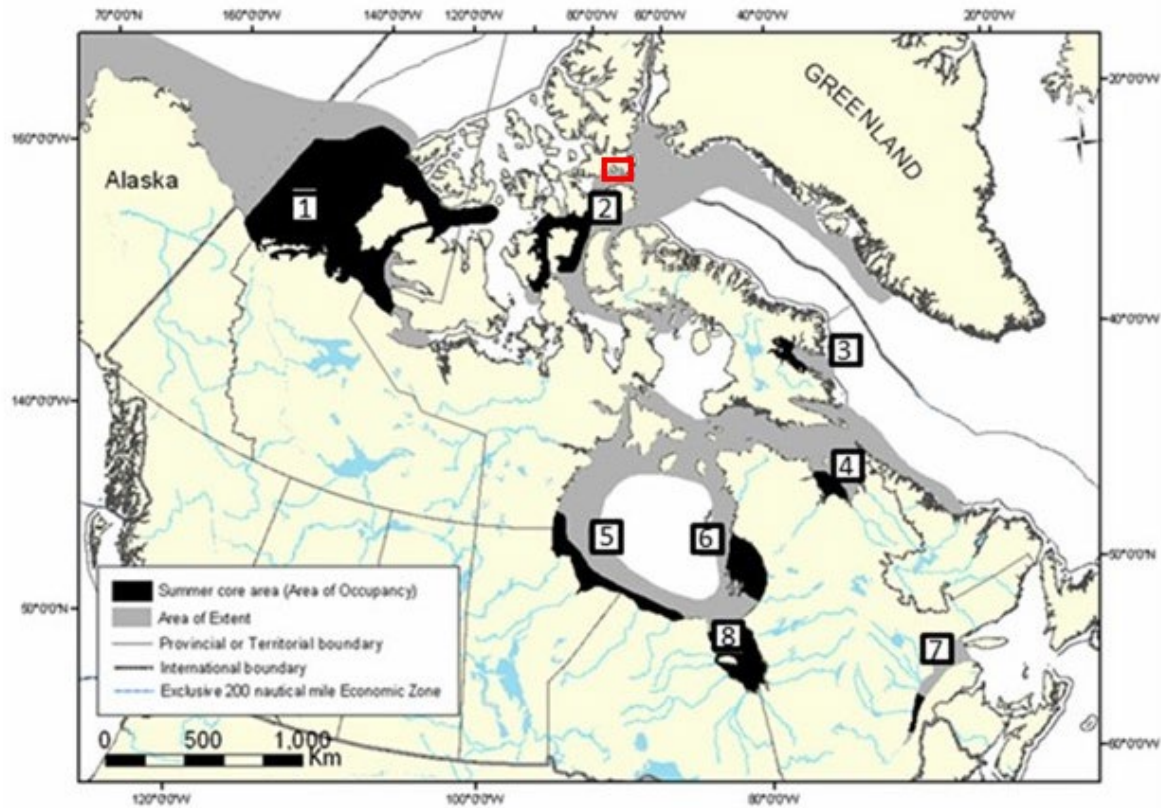 70°0'0"N 160°0'0"W 140°0'0"W 120°0'0"W 100°0'0"W 80°0'0"W 60°0'0"W 40°0'0"W 20°0'0"W
20°0'0"W
160°0'0"W
GREENLAND
Alaska
1
2
40°0'0"W
3
140°0'0"W
4
5
6
50°0'0"N
Summer core area (Area of Occupancy)
Area of Extent
Provincial or Territorial boundary
International boundary
Exclusive 200 nautical mile Economic Zone
8
7
0 500 1,000
Km
120°0'0"W 100°0'0"W 80°0'0"W